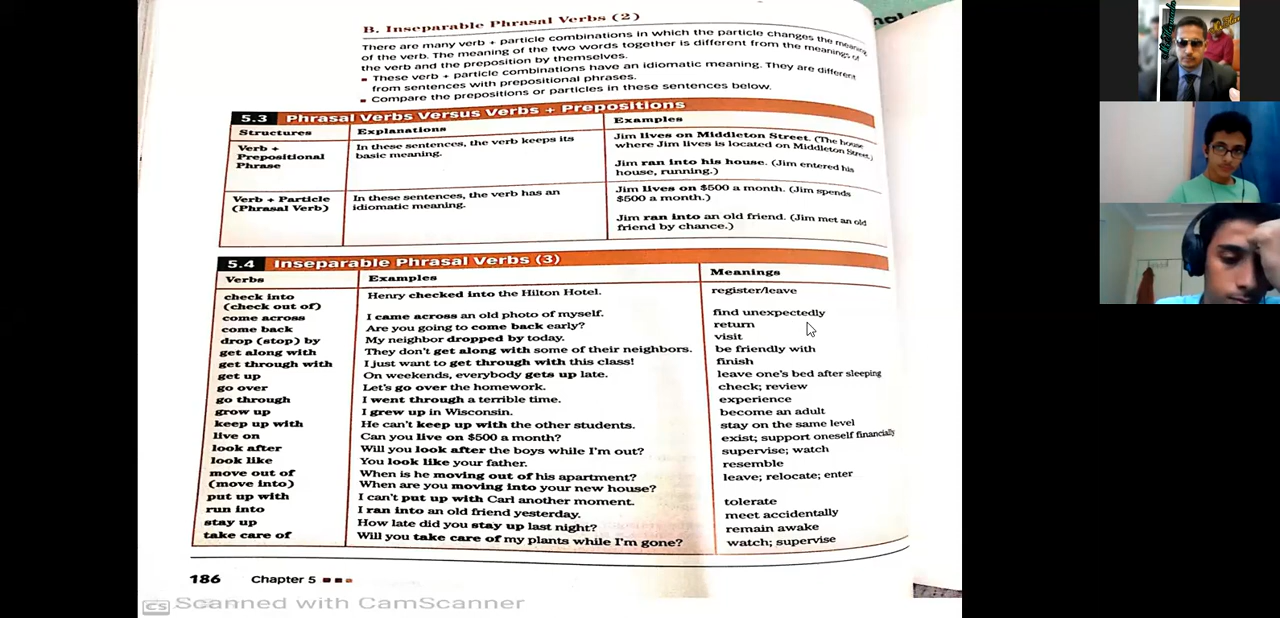 B. Inseparable Phrasal Verbs (2)
There are many verb + particle combinations in which the particle changes the meaning
of the verb. The meaning of the two words together is different from the meanings of
the verb and the preposition by themselves.
These verb + particle combinations have an idiomatic meaning. They are different
from sentences with prepositional phrases.
Compare the prepositions or particles in these sentences below.
5.3 Phrasal Verbs Versus Verbs + Prepositions
Structures Explanations Examples
Verb +
Prepositional
Phrase
In these sentences, the verb keeps its
basic meaning.
Jim lives on Middleton Street. (The house
where Jim lives is located on Middleton Street.)
Jim ran into his house. (Jim entered his
house, running.)
Verb + Particle
(Phrasal Verb)
In these sentences, the verb has an
idiomatic meaning.
Jim lives on $500 a month. (Jim spends
$500 a month.)
Jim ran into an old friend. (Jim met an old
friend by chance.)
5.4 Inseparable Phrasal Verbs (3)
Verbs Examples Meanings
check into Henry checked into the Hilton Hotel. register/leave
(check out of)
come across I came across an old photo of myself. find unexpectedly
come back Are you going to come back early? return
drop (stop) by My neighbor dropped by today. visit
get along with They don't get along with some of their neighbors. be friendly with
get through with I just want to get through with this class! finish
get up On weekends, everybody gets up late. leave one's bed after sleeping
go over Let's go over the homework. check; review
go through I went through a terrible time. experience
grow up I grew up in Wisconsin. become an adult
keep up with He can't keep up with the other students. stay on the same level
live on Can you live on $500 a month? exist; support oneself financially
look after Will you look after the boys while I'm out? supervise; watch
look like You look like your father. resemble
move out of When is he moving out of his apartment? leave; relocate; enter
(move into) When are you moving into your new house?
put up with I can't put up with Carl another moment. tolerate
run into I ran into an old friend yesterday. meet accidentally
stay up How late did you stay up last night? remain awake
take care of Will you take care of my plants while I'm gone? watch; supervise
186 Chapter 5
CS Scanned with CamScanner